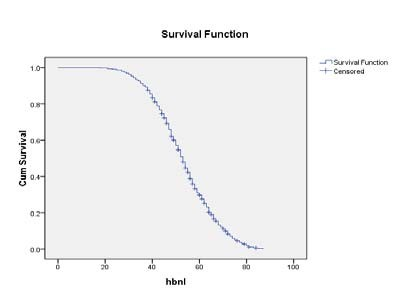 Survival Function
Survival Function
Censored
1.0
0.8
0.6
0.4
0.2
0.0
Cum Survival
0
20
40
60
80
100
hbnl